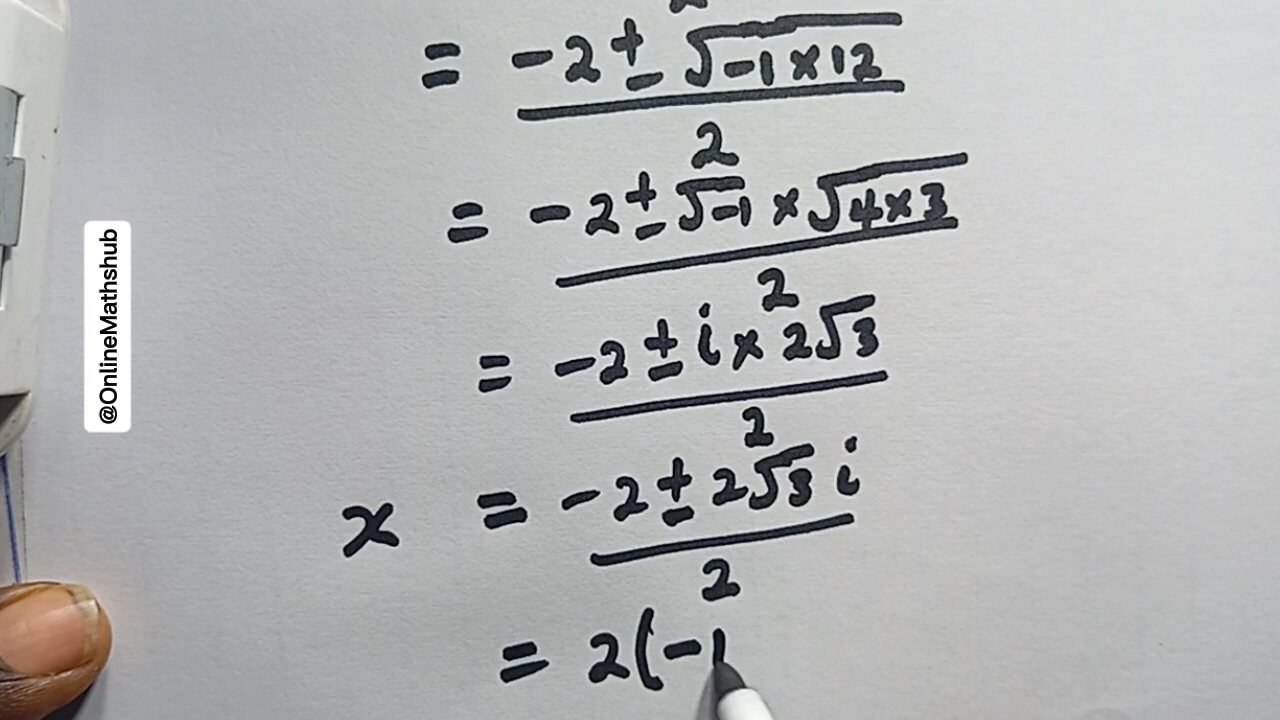 = -2 ± √-1 × 12
2
= -2 ± √-1 × √4 × 3
2
= -2 ± i × 2√3
2
x = -2 ± 2√3 i
2
= 2(-1
@OnlineMathshub